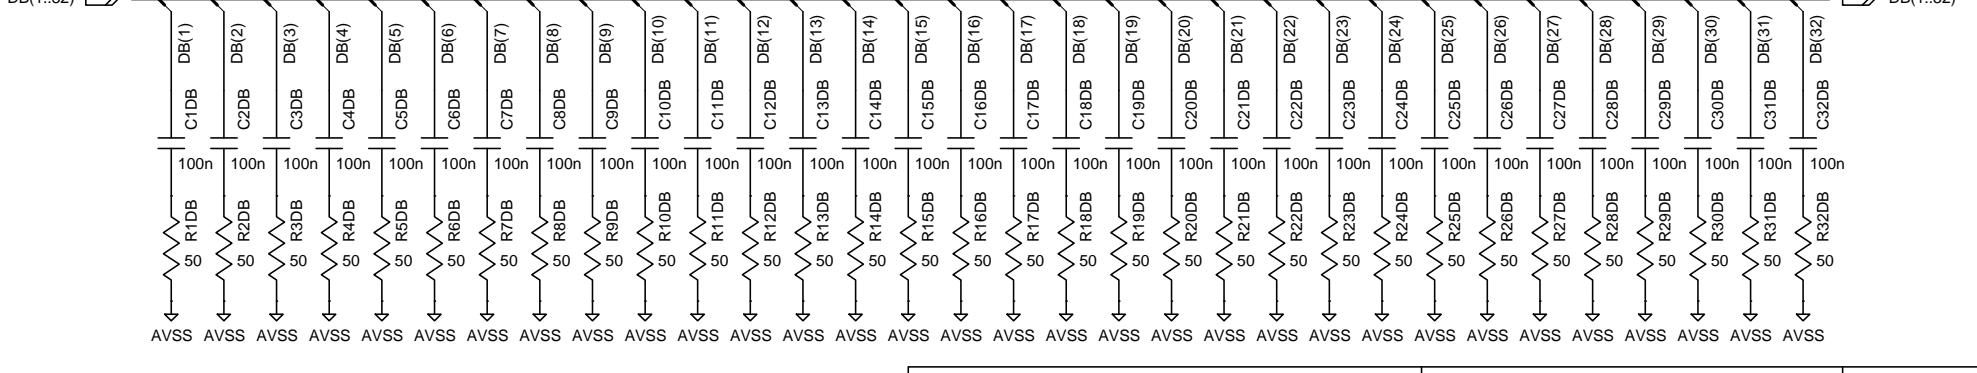 DB(1..32) DB(1..32)
DB(1) DB(2) DB(3) DB(4) DB(5) DB(6) DB(7) DB(8) DB(9) DB(10) DB(11) DB(12) DB(13) DB(14) DB(15) DB(16) DB(17) DB(18) DB(19) DB(20) DB(21) DB(22) DB(23) DB(24) DB(25) DB(26) DB(27) DB(28) DB(29) DB(30) DB(31) DB(32)
C1DB C2DB C3DB C4DB C5DB C6DB C7DB C8DB C9DB C10DB C11DB C12DB C13DB C14DB C15DB C16DB C17DB C18DB C19DB C20DB C21DB C22DB C23DB C24DB C25DB C26DB C27DB C28DB C29DB C30DB C31DB C32DB
100n 100n 100n 100n 100n 100n 100n 100n 100n 100n 100n 100n 100n 100n 100n 100n 100n 100n 100n 100n 100n 100n 100n 100n 100n 100n 100n 100n 100n 100n 100n 100n
R1DB R2DB R3DB R4DB R5DB R6DB R7DB R8DB R9DB R10DB R11DB R12DB R13DB R14DB R15DB R16DB R17DB R18DB R19DB R20DB R21DB R22DB R23DB R24DB R25DB R26DB R27DB R28DB R29DB R30DB R31DB R32DB
50 50 50 50 50 50 50 50 50 50 50 50 50 50 50 50 50 50 50 50 50 50 50 50 50 50 50 50 50 50 50 50
AVSS AVSS AVSS AVSS AVSS AVSS AVSS AVSS AVSS AVSS AVSS AVSS AVSS AVSS AVSS AVSS AVSS AVSS AVSS AVSS AVSS AVSS AVSS AVSS AVSS AVSS AVSS AVSS AVSS AVSS AVSS AVSS